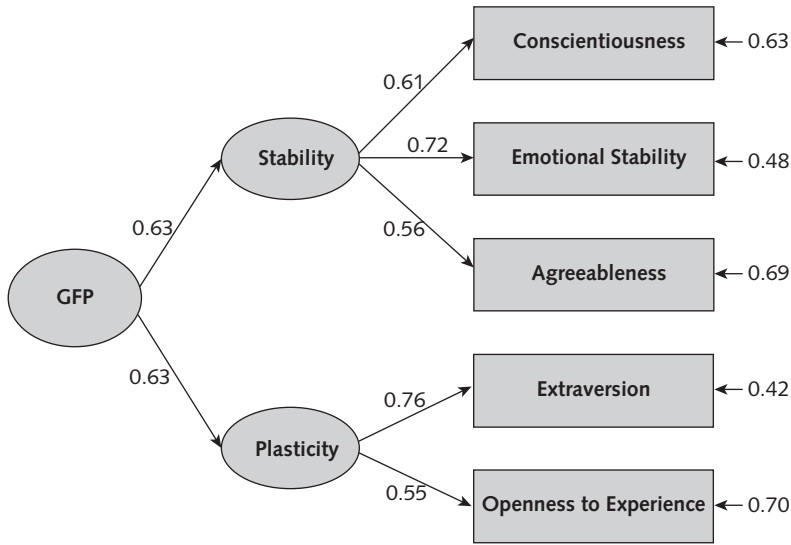 Conscientiousness
0.63
0.61
Stability
0.72
Emotional Stability
0.48
0.63
0.56
Agreeableness
0.69
GFP
0.63
0.76
Extraversion
0.42
Plasticity
0.55
Openness to Experience
0.70